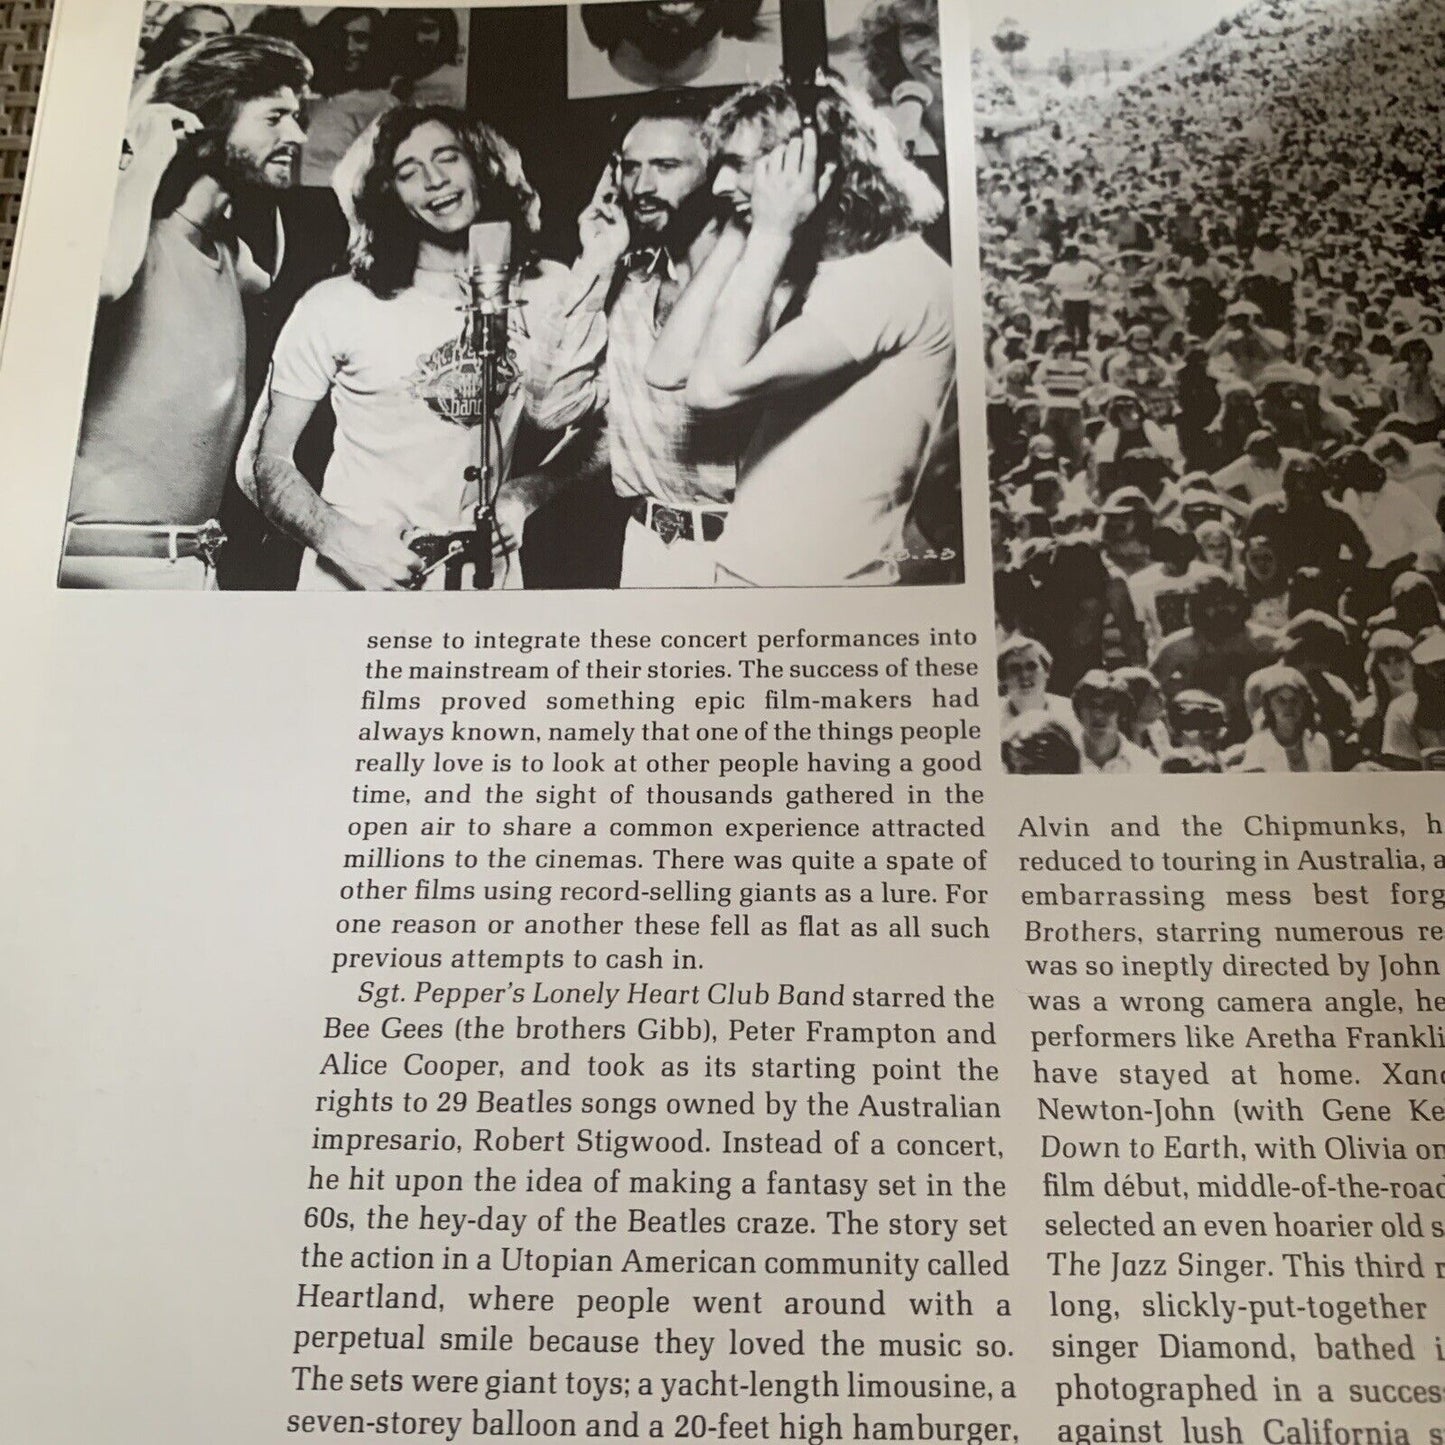 band
23
sense to integrate these concert performances into
the mainstream of their stories. The success of these
films proved something epic film-makers had
always known, namely that one of the things people
really love is to look at other people having a good
time, and the sight of thousands gathered in the
open air to share a common experience attracted
millions to the cinemas. There was quite a spate of
other films using record-selling giants as a lure. For
one reason or another these fell as flat as all such
previous attempts to cash in.
Sgt. Pepper's Lonely Heart Club Band starred the
Bee Gees (the brothers Gibb), Peter Frampton and
Alice Cooper, and took as its starting point the
rights to 29 Beatles songs owned by the Australian
impresario, Robert Stigwood. Instead of a concert,
he hit upon the idea of making a fantasy set in the
60s, the hey-day of the Beatles craze. The story set
the action in a Utopian American community called
Heartland, where people went around with a
perpetual smile because they loved the music so.
The sets were giant toys; a yacht-length limousine, a
seven-storey balloon and a 20-feet high hamburger,
Alvin and the Chipmunks,
reduced to touring in Australia,
embarrassing mess best
Brothers, starring numerous
was so ineptly directed by John
was a wrong camera angle,
performers like Aretha
have stayed at home.
Newton-John (with Gene
Down to Earth, with Olivia
film début, middle-of-the-road
selected an even hoarier old
The Jazz Singer. This third
long, slickly-put-together
singer Diamond, bathed
photographed in a
against lush California